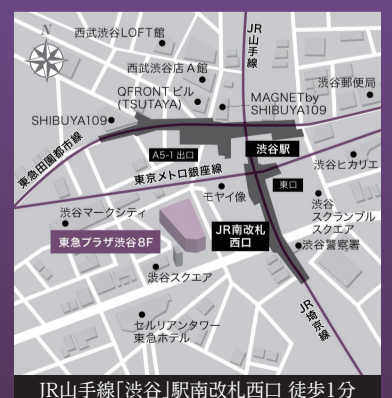 N
西武渋谷LOFT館
JR
山手線
西武渋谷店A館
渋谷郵便局
QFRONTビル
(TSUTAYA)
MAGNETby
SHIBUYA109
SHIBUYA109
東急田園都市線
A5-1 出口
渋谷駅
東京メトロ銀座線
渋谷ヒカリエ
東口
モヤイ像
渋谷
スクランブル
スクエア
渋谷マークシティ
JR南改札
西口
東急プラザ渋谷8F
渋谷警察署
渋谷スクエア
JR
埼京線
セルリアンタワー
東急ホテル
JR山手線「渋谷」駅南改札西口 徒歩1分